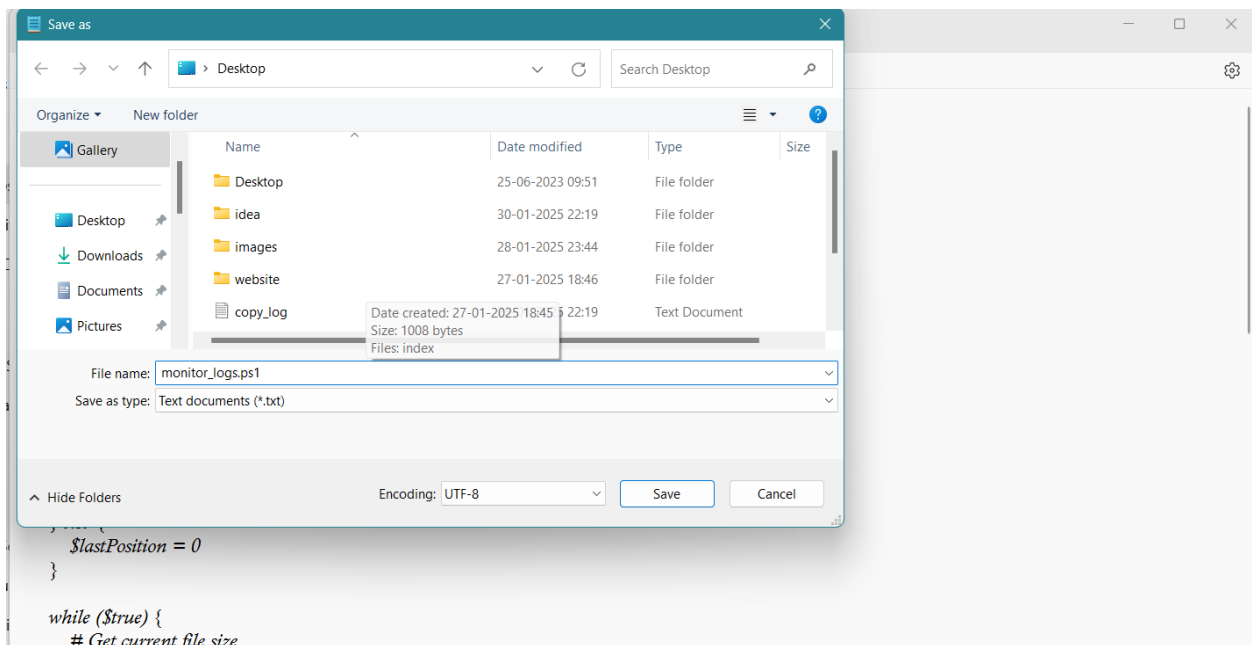 Save as
Desktop
Search Desktop
Organize
New folder
?
Gallery
Name
Date modified
Type
Size
Desktop
25-06-2023 09:51
File folder
idea
30-01-2025 22:19
File folder
Desktop
images
28-01-2025 23:44
File folder
Downloads
website
27-01-2025 18:46
File folder
Documents
copy_log
22:19
Text Document
Pictures
Date created: 27-01-2025 18:45
Size: 1008 bytes
Files: index
File name: monitor_logs.ps1
Save as type: Text documents (*.txt)
Hide Folders
Encoding: UTF-8
Save
Cancel
$lastPosition = 0
}
while ($true) {
# Get current file size